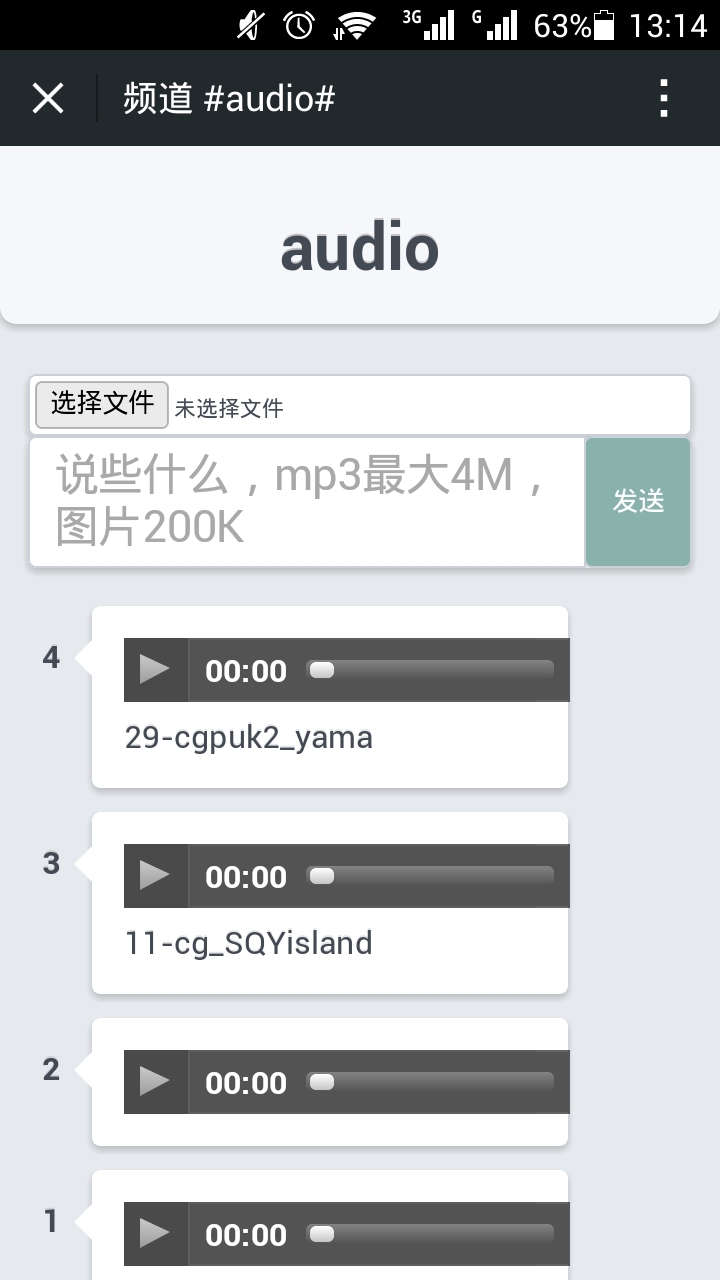 3G G 63% 13:14
频道 #audio#
audio
选择文件 未选择文件
说些什么，mp3最大4M，
图片200K
发送
4
00:00
29-cgpuk2_yama
3
00:00
11-cg_SQYisland
2
00:00
1
00:00